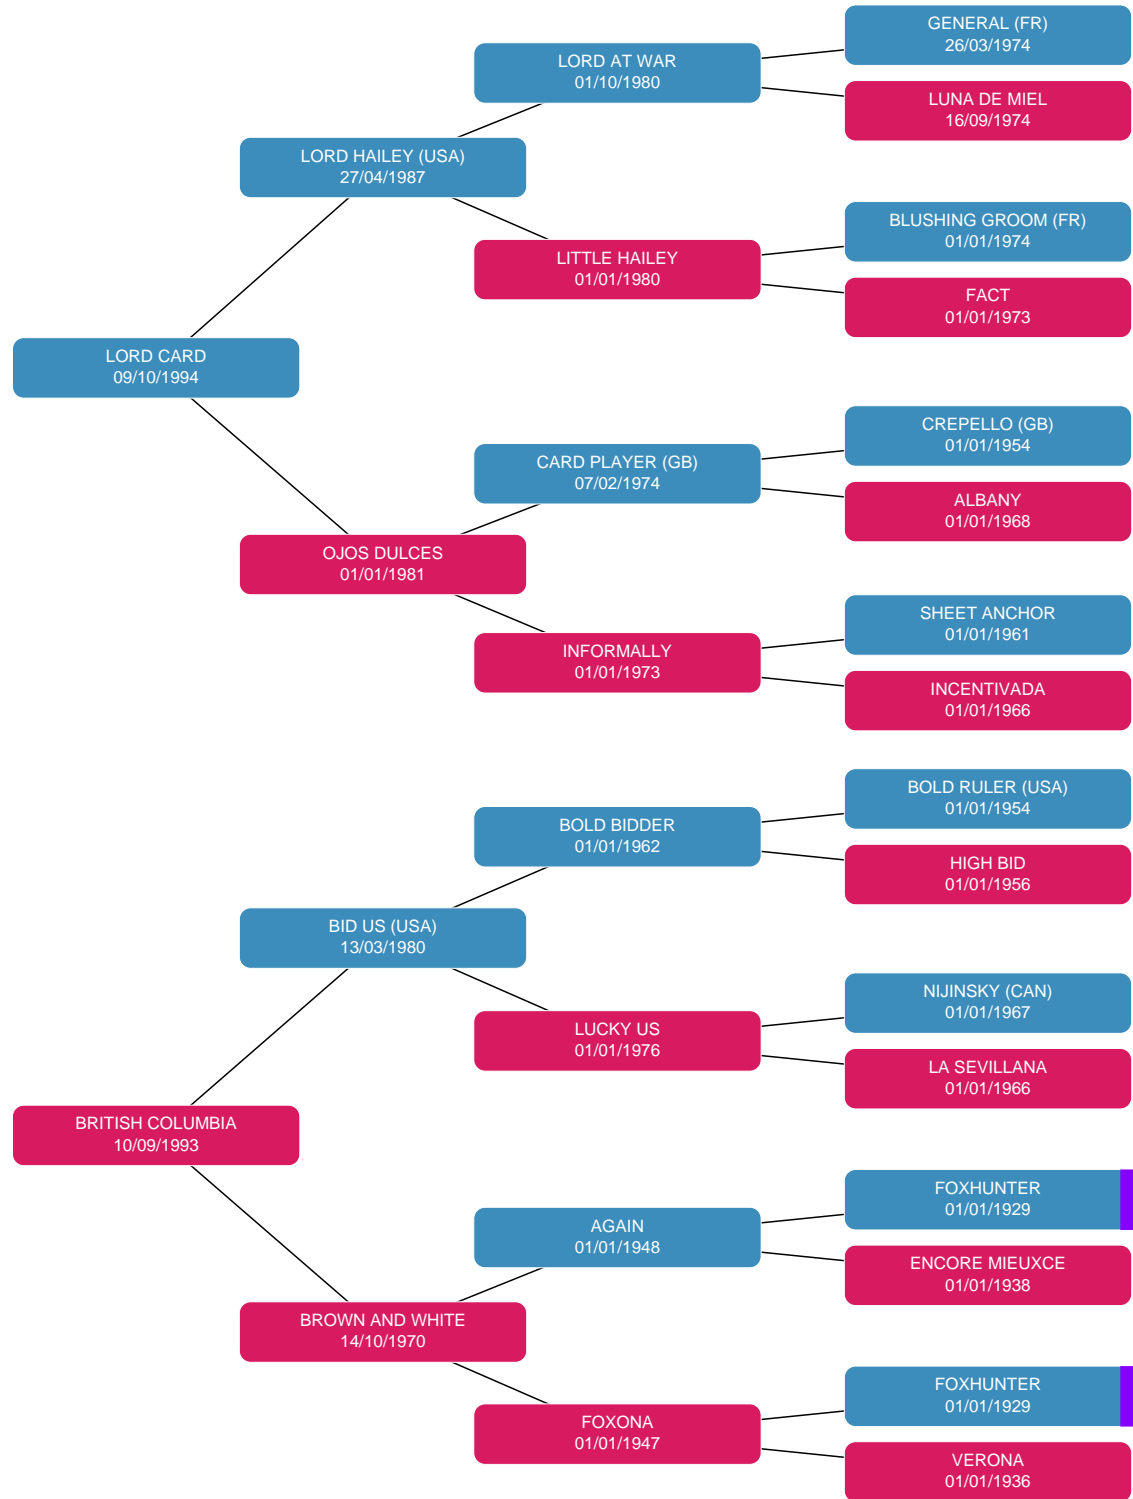 GENERAL (FR)
26/03/1974
LORD AT WAR
01/10/1980
LUNA DE MIEL
16/09/1974
LORD HAILEY (USA)
27/04/1987
BLUSHING GROOM (FR)
01/01/1974
LITTLE HAILEY
01/01/1980
FACT
01/01/1973
LORD CARD
09/10/1994
CREPELLO (GB)
01/01/1954
CARD PLAYER (GB)
07/02/1974
ALBANY
01/01/1968
OJOS DULCES
01/01/1981
SHEET ANCHOR
01/01/1961
INFORMALLY
01/01/1973
INCENTIVADA
01/01/1966
BOLD RULER (USA)
01/01/1954
BOLD BIDDER
01/01/1962
HIGH BID
01/01/1956
BID US (USA)
13/03/1980
NIJINSKY (CAN)
01/01/1967
LUCKY US
01/01/1976
LA SEVILLANA
01/01/1966
BRITISH COLUMBIA
10/09/1993
FOXHUNTER
01/01/1929
AGAIN
01/01/1948
ENCORE MIEUXCE
01/01/1938
BROWN AND WHITE
14/10/1970
FOXHUNTER
01/01/1929
FOXONA
01/01/1947
VERONA
01/01/1936